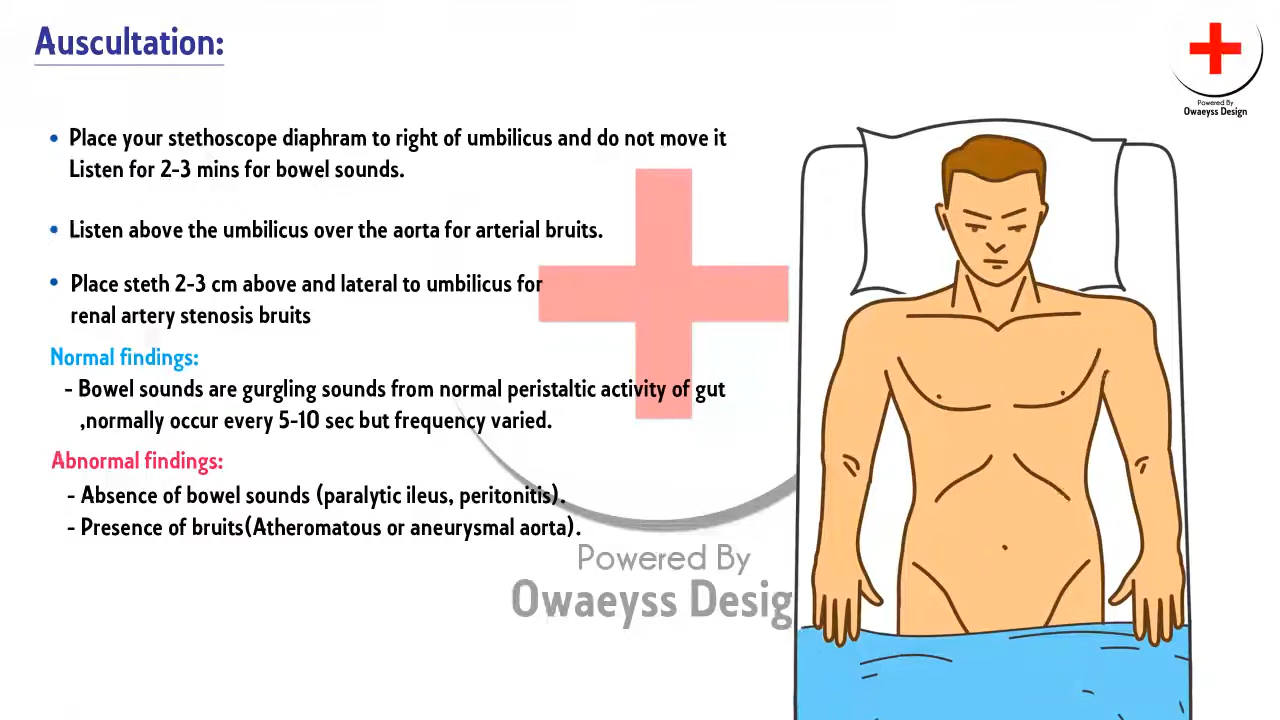 Auscultation:
Powered By
Owaeyss Design
• Place your stethoscope diaphram to right of umbilicus and do not move it
Listen for 2-3 mins for bowel sounds.
• Listen above the umbilicus over the aorta for arterial bruits.
• Place steth 2-3 cm above and lateral to umbilicus for
renal artery stenosis bruits
Normal findings:
- Bowel sounds are gurgling sounds from normal peristaltic activity of gut
,normally occur every 5-10 sec but frequency varied.
Abnormal findings:
- Absence of bowel sounds (paralytic ileus, peritonitis).
- Presence of bruits(Atheromatous or aneurysmal aorta).
Powered By
Owaeyss Desig